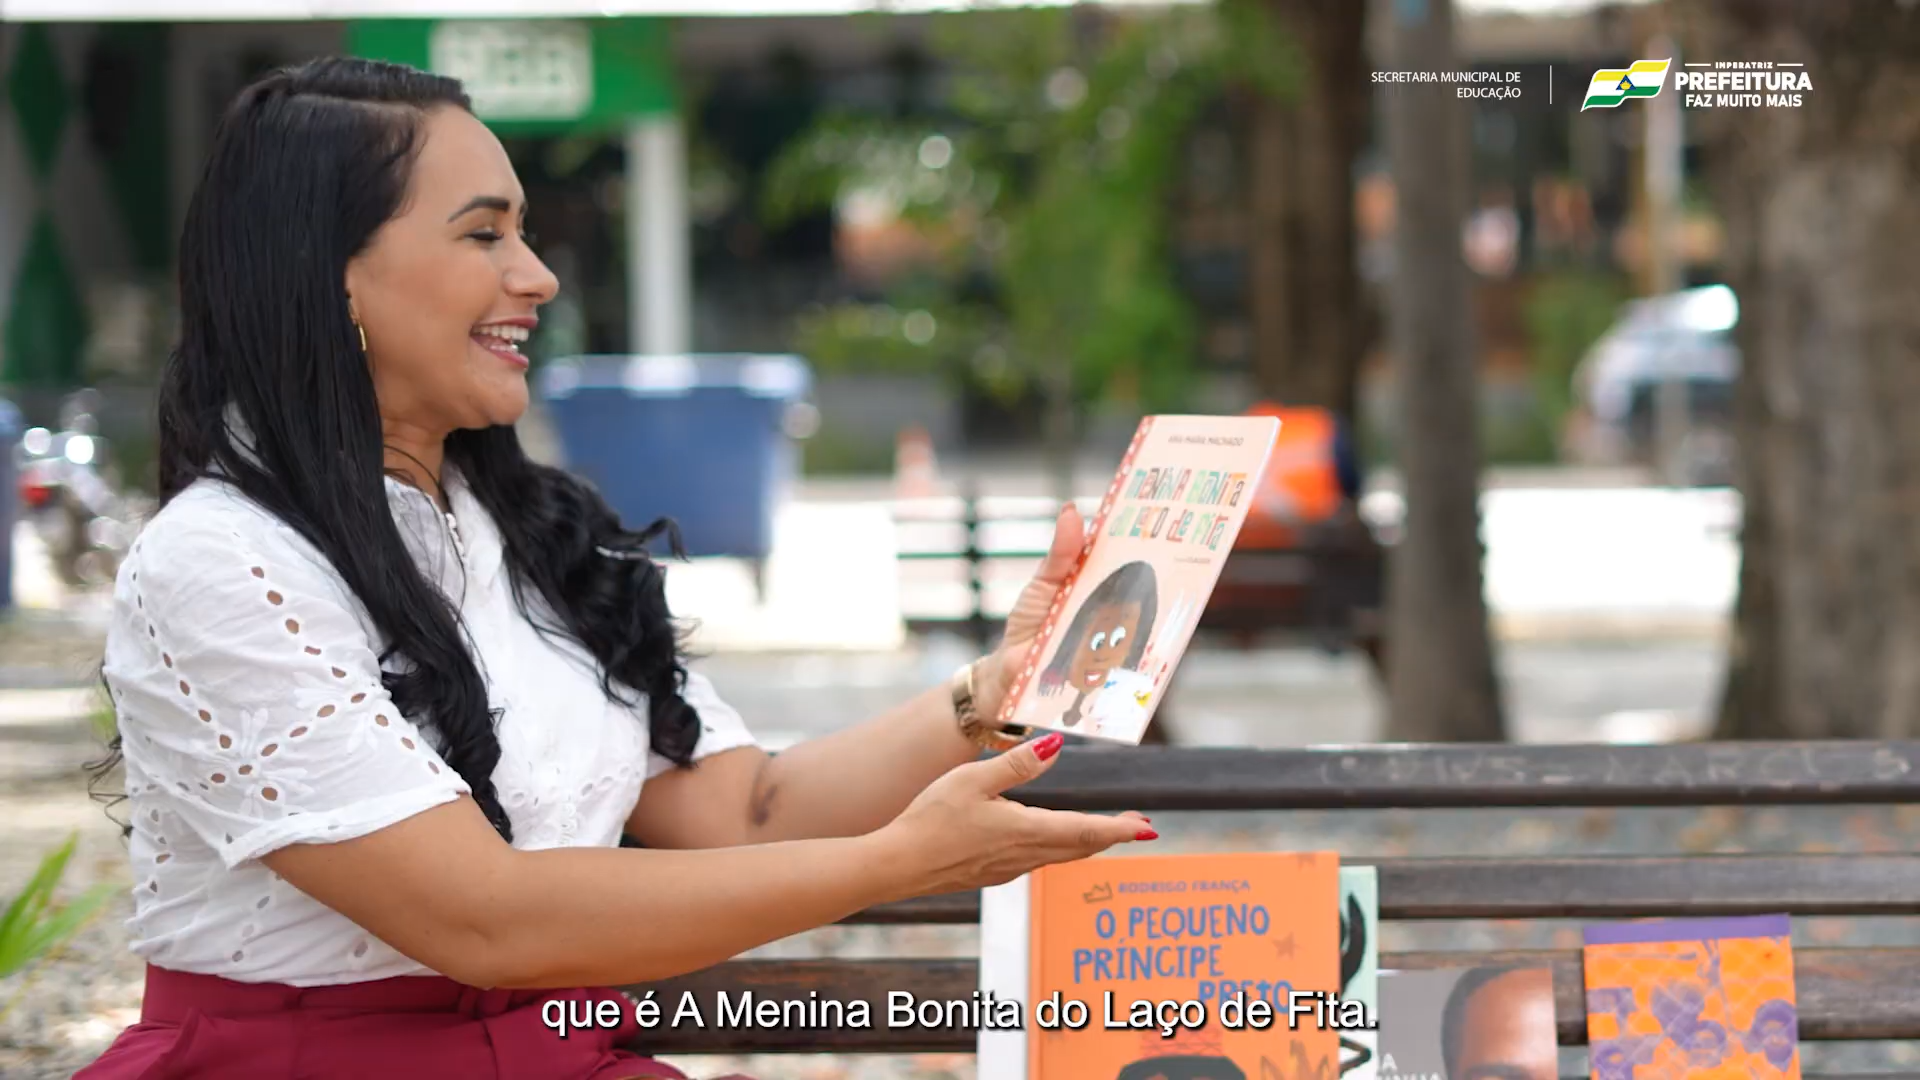 SECRETARIA MUNICIPAL DE
EDUCAÇÃO
IMPERATRIZ
PREFEITURA
FAZ MUITO MAIS
ANA MARIA MACHADO
MENINA BONITA
DO LAÇO DE FITA
RODRIGO FRANÇA
O PEQUENO
PRÍNCIPE
PRETO
que é A Menina Bonita do Laço de Fita.